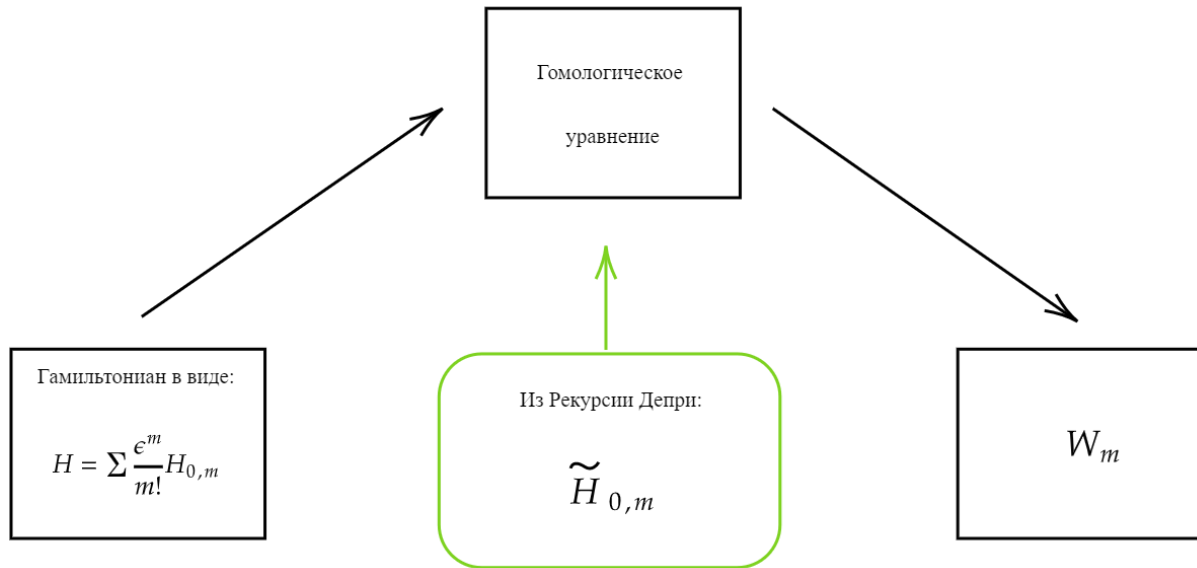 Гомологическое
уравнение
Гамильтониан в виде:
H = Σ ϵ^m/m! H_{0,m}
Из Рекурсии Депри:
H̃_{0,m}
W_m